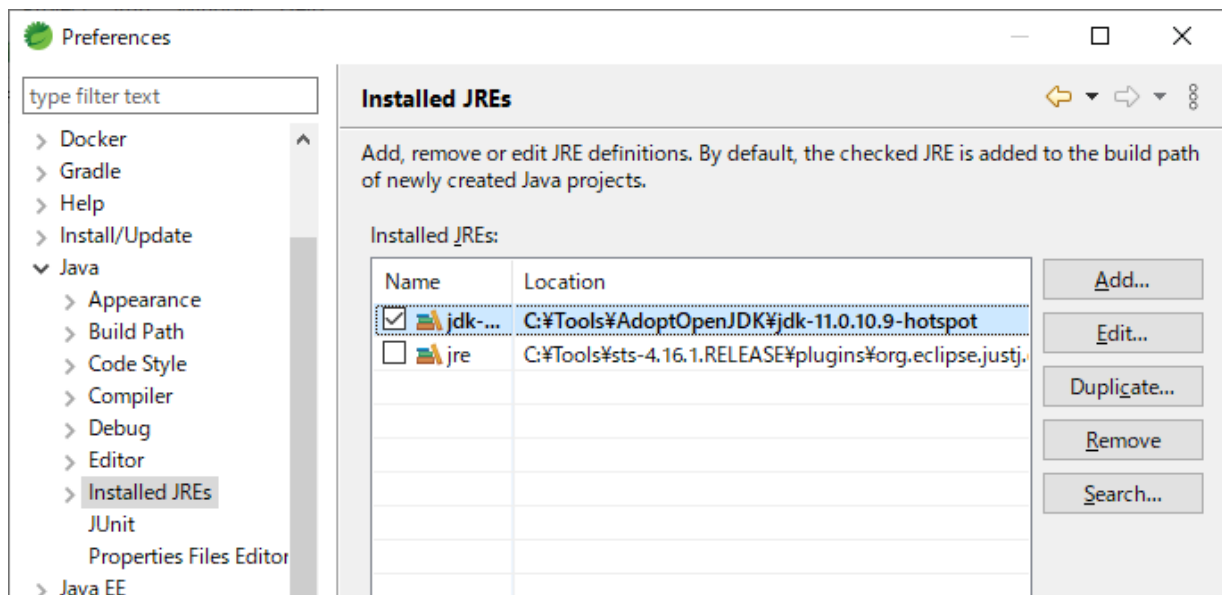 Preferences
type filter text
Docker
Gradle
Help
Install/Update
Java
Appearance
Build Path
Code Style
Compiler
Debug
Editor
Installed JREs
JUnit
Properties Files Editor
Java EE
Installed JREs
Add, remove or edit JRE definitions. By default, the checked JRE is added to the build path
of newly created Java projects.
Installed JREs:
Name Location
jdk-... C:¥Tools¥AdoptOpenJDK¥jdk-11.0.10.9-hotspot
jre C:¥Tools¥sts-4.16.1.RELEASE¥plugins¥org.eclipse.justj.
Add...
Edit...
Duplicate...
Remove
Search...